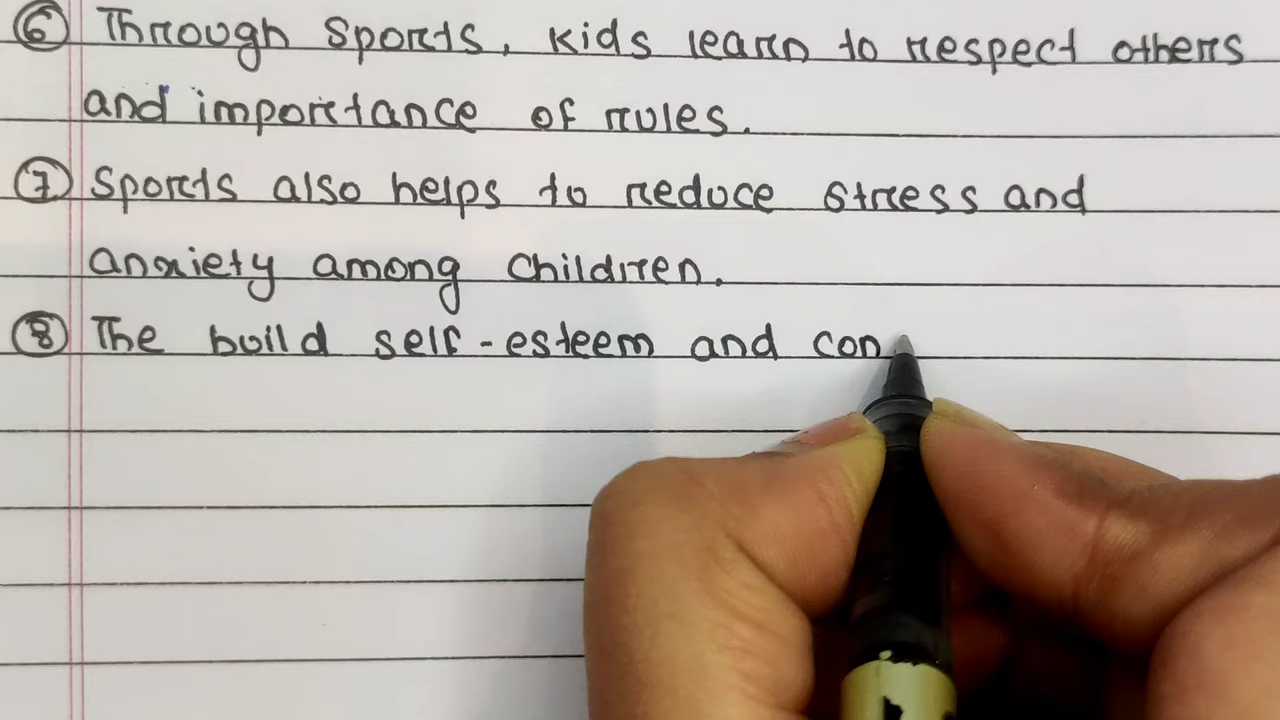 ⑥ Through Sports, kids learn to respect others
and importance of rules.
⑦ Sports also helps to reduce stress and
anxiety among children.
⑧ The build self-esteem and con